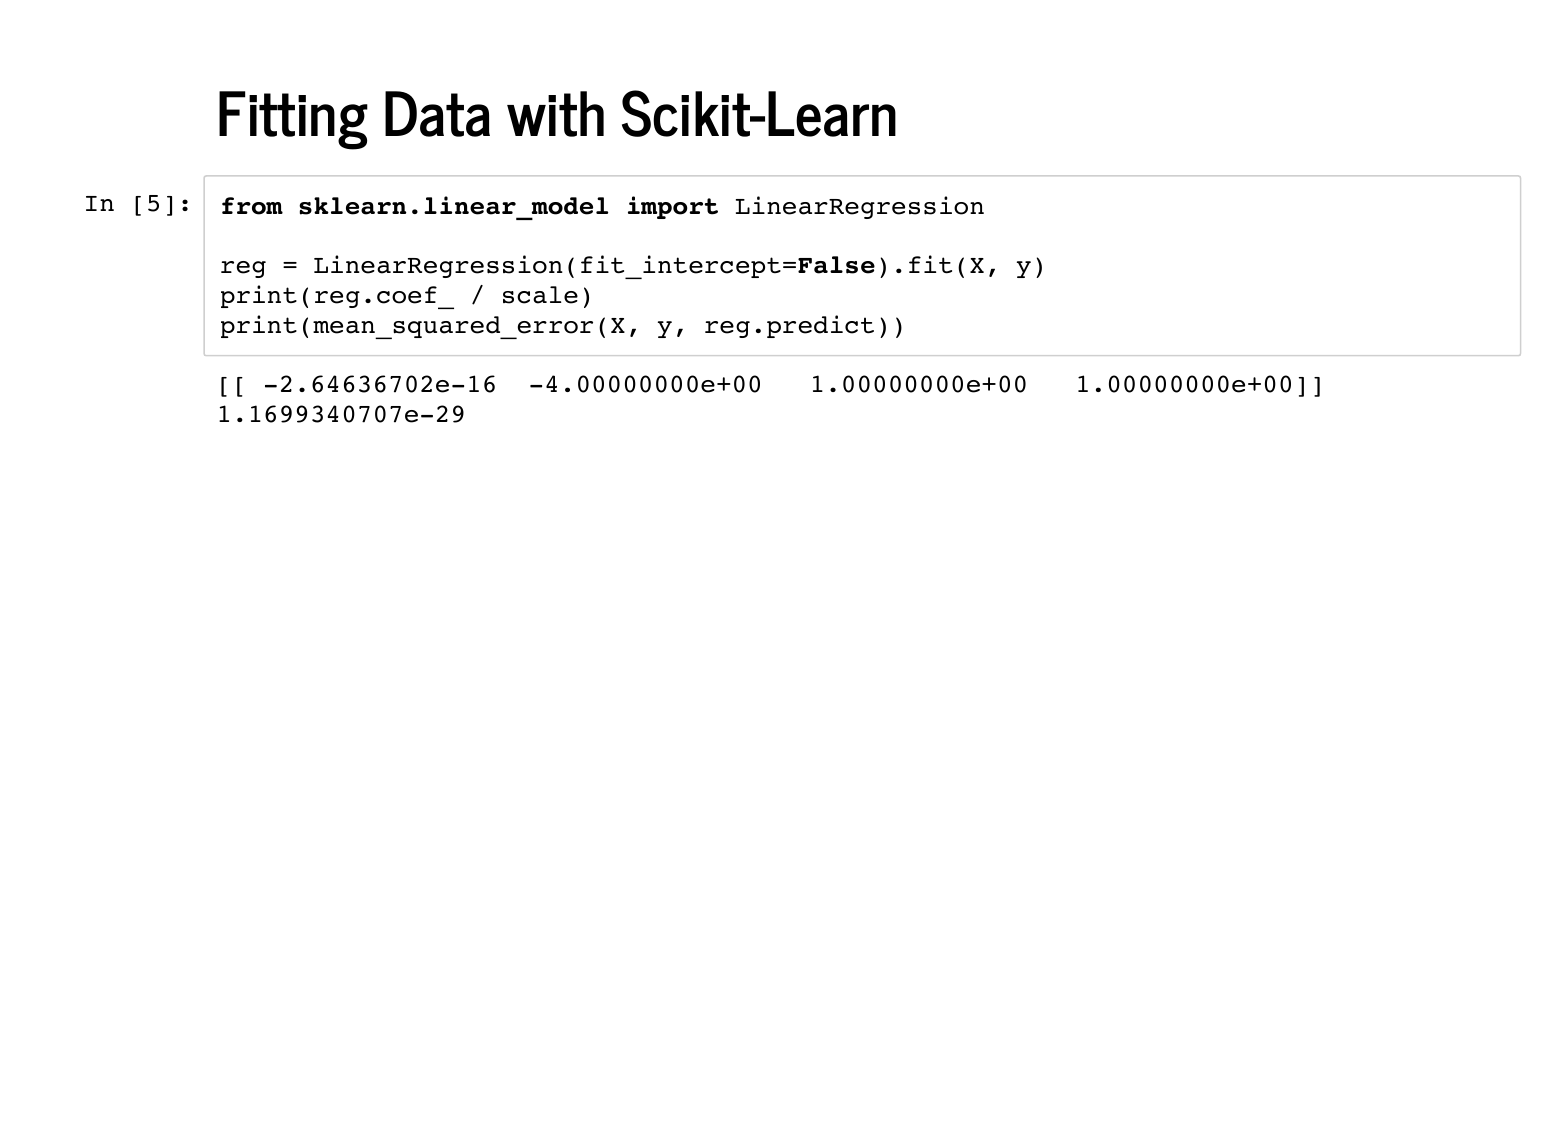 Fitting Data with Scikit-Learn
In [5]:
from sklearn.linear_model import LinearRegression
reg = LinearRegression(fit_intercept=False).fit(X, y)
print(reg.coef_ / scale)
print(mean_squared_error(X, y, reg.predict))
[[ -2.64636702e-16  -4.00000000e+00   1.00000000e+00   1.00000000e+00]]
1.1699340707e-29